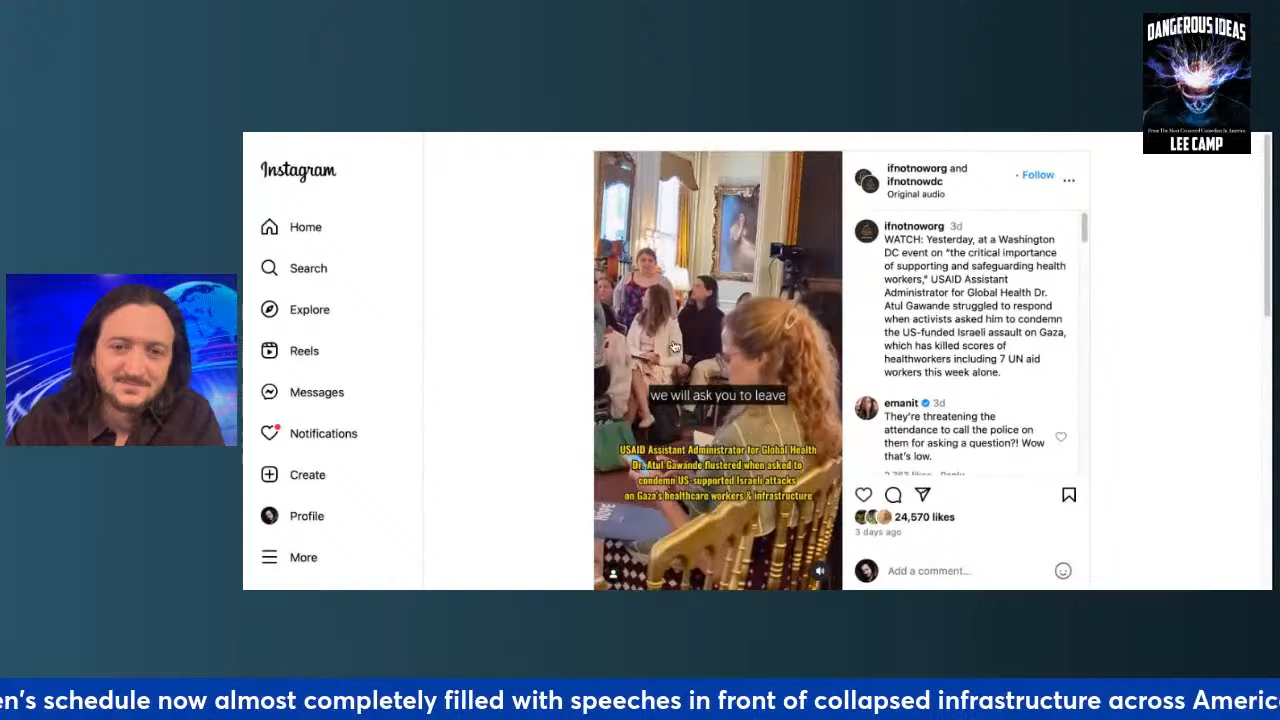 DANGEROUS IDEAS
From The Most Censored Comedian In America
LEE CAMP
Instagram
Home
Search
Explore
Reels
Messages
Notifications
Create
Profile
More
we will ask you to leave
USAID Assistant Administrator for Global Health
Dr. Atul Gawande flustered when asked to
condemn US-supported Israeli attacks
on Gaza's healthcare workers & infrastructure
ifnotnoworg and
ifnotnowdc
Original audio
· Follow
...
ifnotnoworg 3d
WATCH: Yesterday, at a Washington
DC event on "the critical importance
of supporting and safeguarding health
workers," USAID Assistant
Administrator for Global Health Dr.
Atul Gawande struggled to respond
when activists asked him to condemn
the US-funded Israeli assault on Gaza,
which has killed scores of
healthworkers including 7 UN aid
workers this week alone.
emanit 3d
They're threatening the
attendance to call the police on
them for asking a question?! Wow
that's low.
24,570 likes
3 days ago
Add a comment...
en's schedule now almost completely filled with speeches in front of collapsed infrastructure across Americ